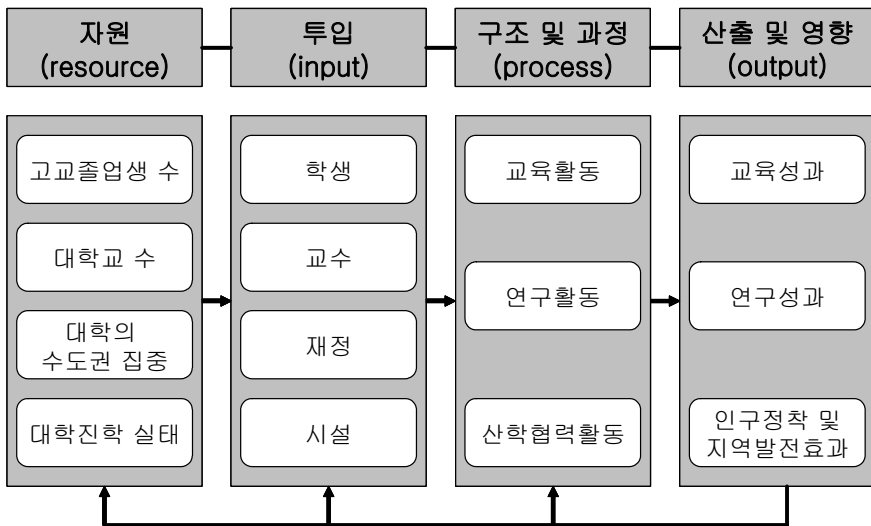 자원
(resource)
투입
(input)
구조 및 과정
(process)
산출 및 영향
(output)
고교졸업생 수
대학교 수
대학의
수도권 집중
대학진학 실태
학생
교수
재정
시설
교육활동
연구활동
산학협력활동
교육성과
연구성과
인구정착 및
지역발전효과